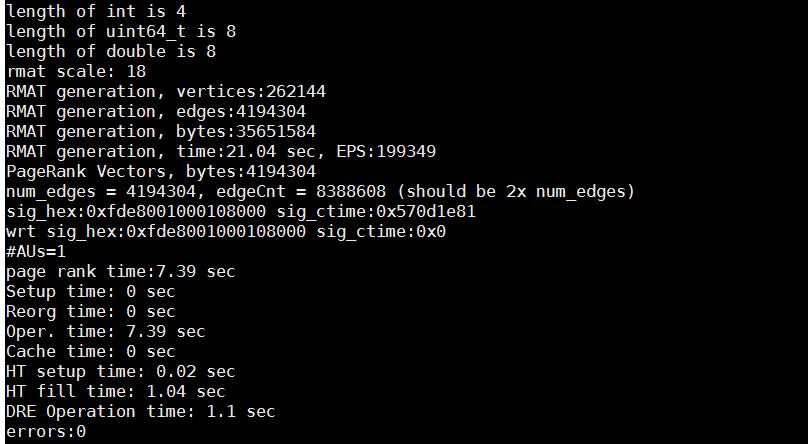 length of int is 4
length of uint64_t is 8
length of double is 8
rmat scale: 18
RMAT generation, vertices:262144
RMAT generation, edges:4194304
RMAT generation, bytes:35651584
RMAT generation, time:21.04 sec, EPS:199349
PageRank Vectors, bytes:4194304
num_edges = 4194304, edgeCnt = 8388608 (should be 2x num_edges)
sig_hex:0xfde8001000108000 sig_ctime:0x570d1e81
wrt sig_hex:0xfde8001000108000 sig_ctime:0x0
#AUs=1
page rank time:7.39 sec
Setup time: 0 sec
Reorg time: 0 sec
Oper. time: 7.39 sec
Cache time: 0 sec
HT setup time: 0.02 sec
HT fill time: 1.04 sec
DRE Operation time: 1.1 sec
errors:0